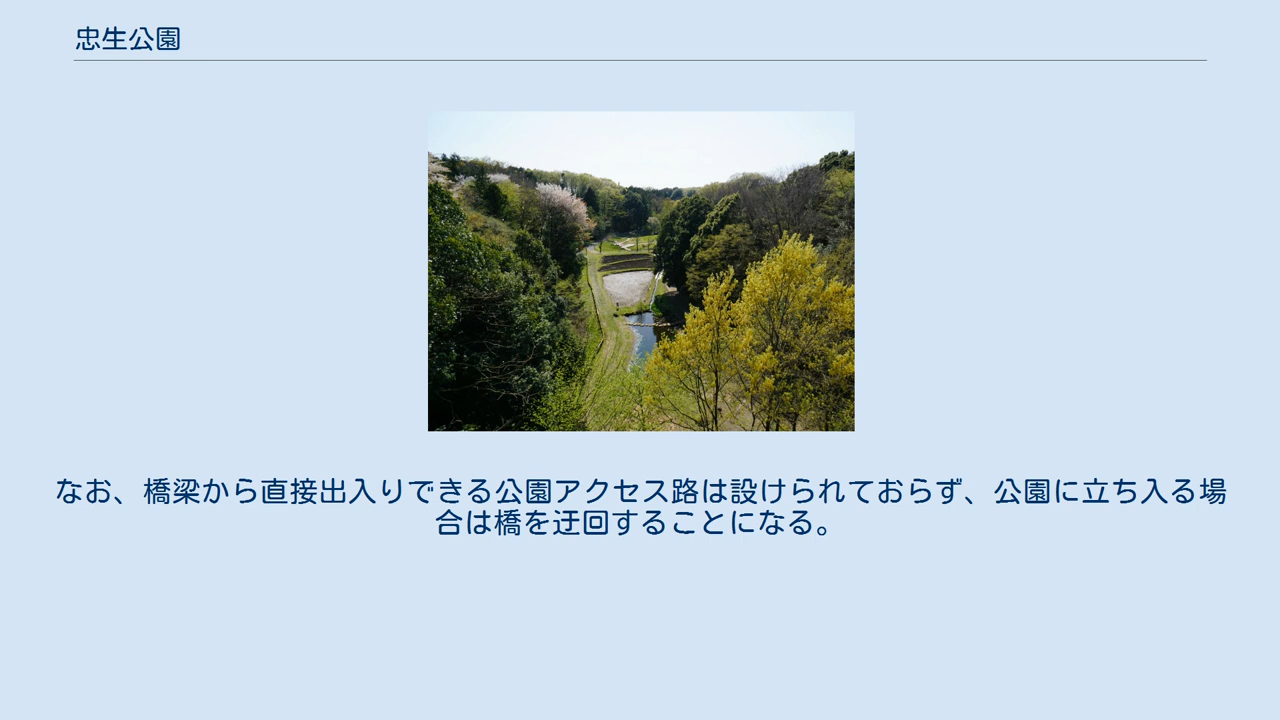 忠生公園
なお、橋梁から直接出入りできる公園アクセス路は設けられておらず、公園に立ち入る場
合は橋を迂回することになる。